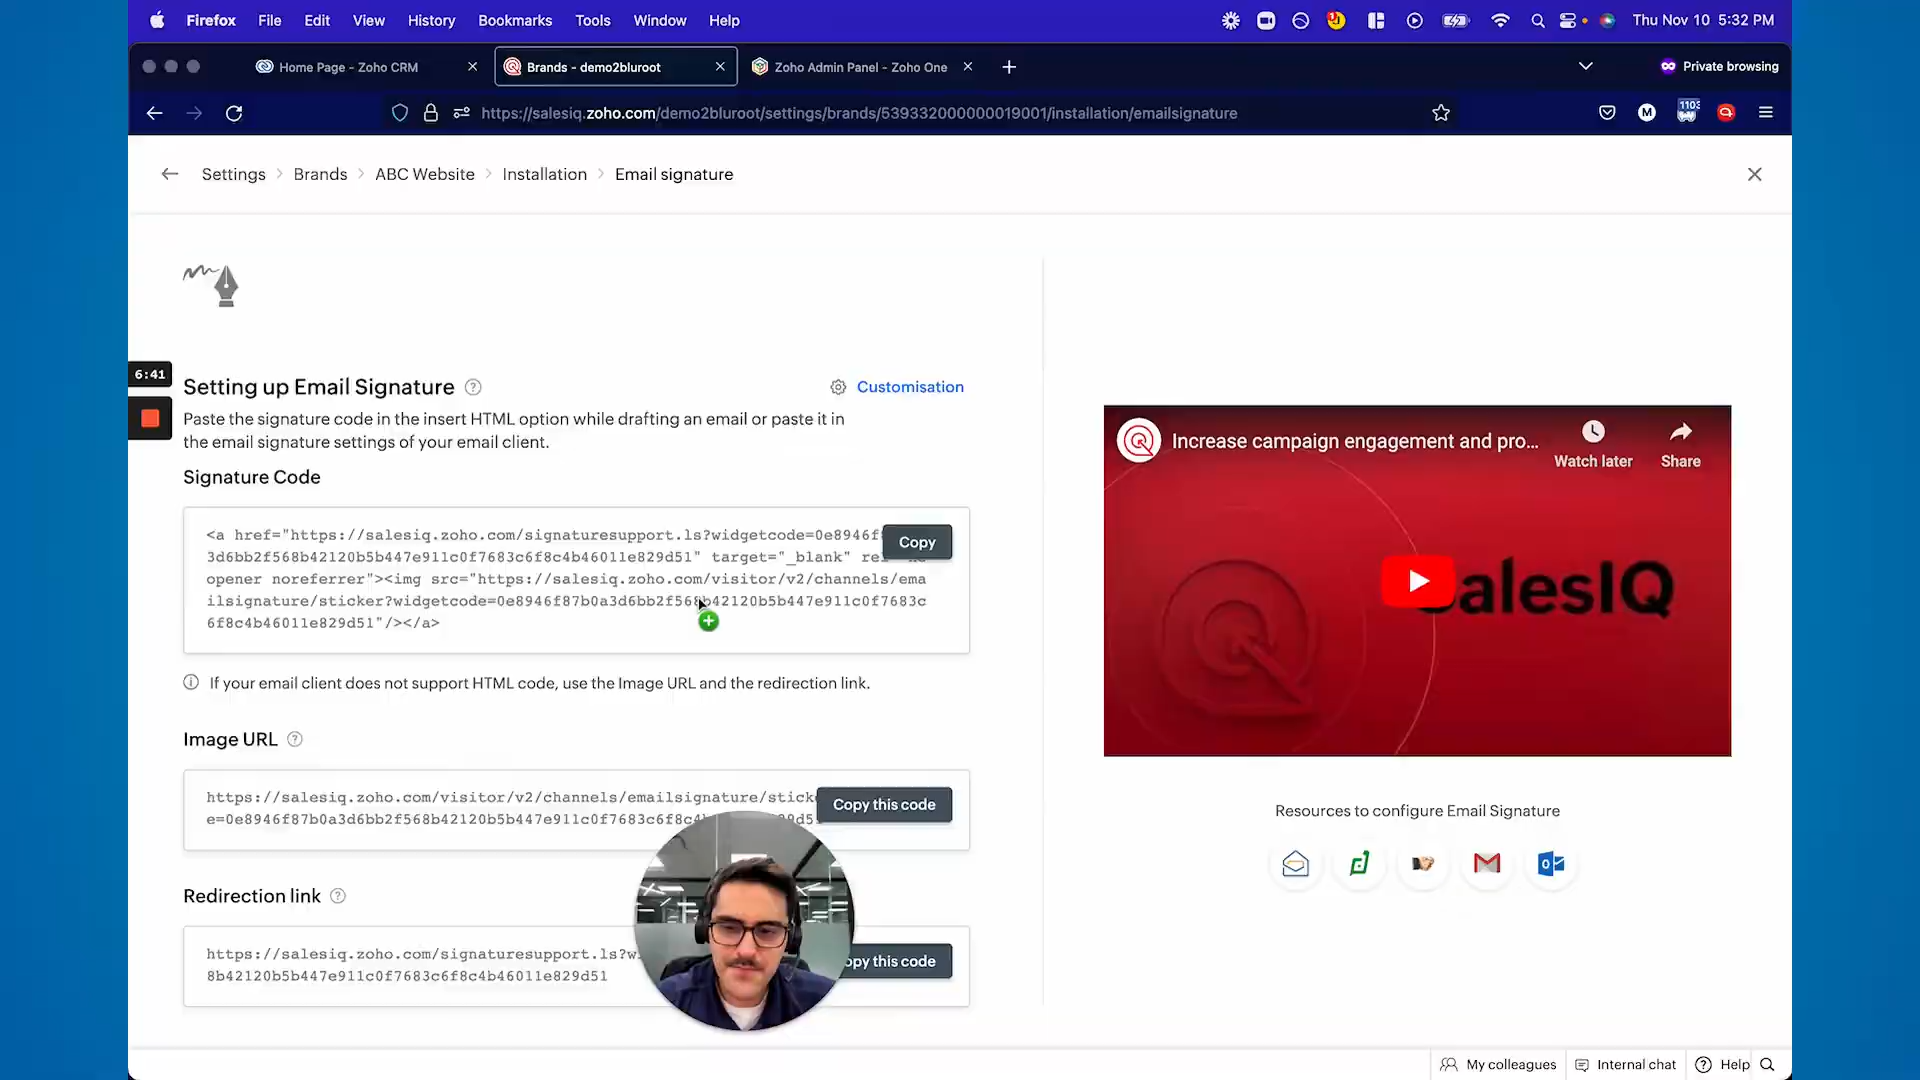 Firefox File Edit View History Bookmarks Tools Window Help Thu Nov 10 5:32 PM
Home Page - Zoho CRM Brands - demo2bluroot Zoho Admin Panel - Zoho One Private browsing
https://salesiq.zoho.com/demo2bluroot/settings/brands/539332000000019001/installation/emailsignature M 1103
Settings Brands ABC Website Installation Email signature
6:41
Setting up Email Signature Customisation
Paste the signature code in the insert HTML option while drafting an email or paste it in
the email signature settings of your email client.
Signature Code
<a href="https://salesiq.zoho.com/signaturesupport.ls?widgetcode=0e8946f
3d6bb2f568b42120b5b447e911c0f7683c6f8c4b46011e829d51" target="_blank"
opener noreferrer"><img src="https://salesiq.zoho.com/visitor/v2/channels/ema
ilsignature/sticker?widgetcode=0e8946f87b0a3d6bb2f568b42120b5b447e911c0f7683c
6f8c4b46011e829d51"/></a>
Copy
If your email client does not support HTML code, use the Image URL and the redirection link.
Image URL
https://salesiq.zoho.com/visitor/v2/channels/emailsignature/stick
e=0e8946f87b0a3d6bb2f568b42120b5b447e911c0f7683c6f8c4
Copy this code
Redirection link
https://salesiq.zoho.com/signaturesupport.ls?w
8b42120b5b447e911c0f7683c6f8c4b46011e829d51
opy this code
Increase campaign engagement and pro...
Watch later Share
alesIQ
Resources to configure Email Signature
My colleagues Internal chat Help